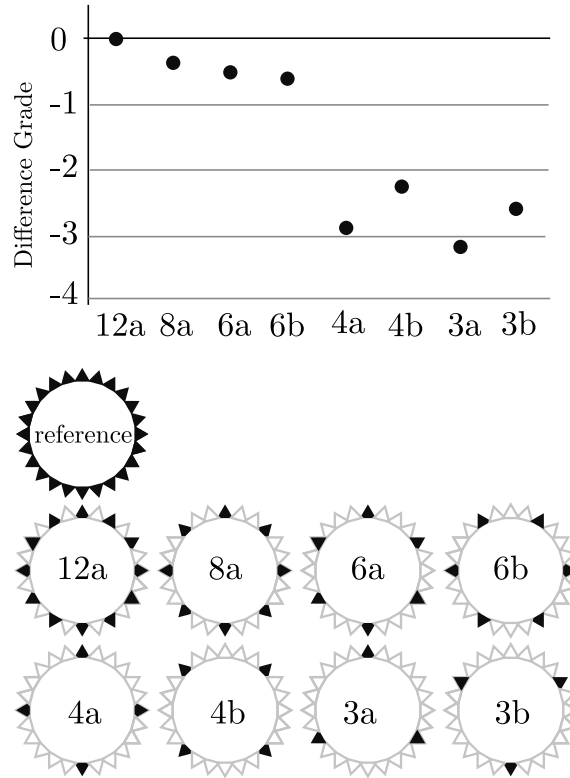 Difference Grade
0
-1
-2
-3
-4
12a 8a 6a 6b 4a 4b 3a 3b
reference
12a 8a 6a 6b
4a 4b 3a 3b